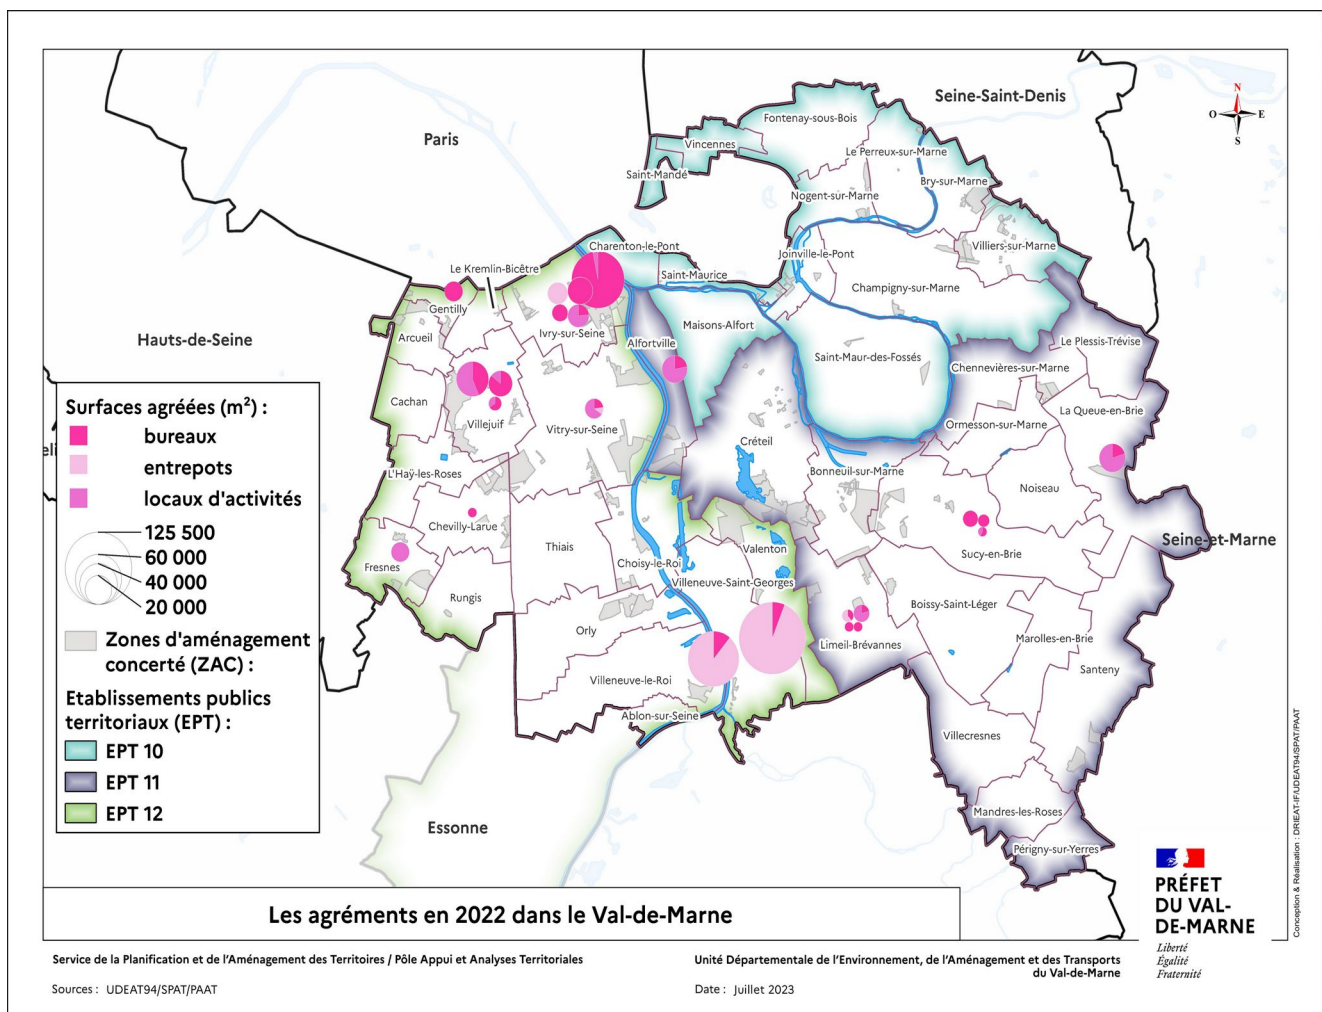 Seine-Saint-Denis
N
O
E
S
Paris
Fontenay-sous-Bois
Vincennes
Le Perreux-sur-Marne
Saint-Mandé
Bry-sur-Marne
Nogent-sur-Marne
Charenton-le-Pont
Joinville-le-Pont
Villiers-sur-Marne
Le Kremlin-Bicêtre
Saint-Maurice
Champigny-sur-Marne
Gentilly
Hauts-de-Seine
Arcueil
Ivry-sur-Seine
Alfortville
Maisons-Alfort
Saint-Maur-des-Fossés
Le Plessis-Trévise
Chennevières-sur-Marne
Cachan
Villejuif
Vitry-sur-Seine
La Queue-en-Brie
Ormesson-sur-Marne
Créteil
L'Haÿ-les-Roses
Bonneuil-sur-Marne
Noiseau
Chevilly-Larue
Thiais
Valenton
Sucy-en-Brie
Seine-et-Marne
Fresnes
Choisy-le-Roi
Villeneuve-Saint-Georges
Rungis
Boissy-Saint-Léger
Orly
Limeil-Brévannes
Marolles-en-Brie
Santeny
Villeneuve-le-Roi
Ablon-sur-Seine
Villecresnes
Mandres-les-Roses
Périgny-sur-Yerres
Essonne
eli
Surfaces agréées (m²) :
bureaux
entrepots
locaux d'activités
125 500
60 000
40 000
20 000
Zones d'aménagement
concerté (ZAC) :
Etablissements publics
territoriaux (EPT) :
EPT 10
EPT 11
EPT 12
Les agréments en 2022 dans le Val-de-Marne
PRÉFET
DU VAL-
DE-MARNE
Liberté
Égalité
Fraternité
Conception & Réalisation : DRIEAT-IF/UDEAT94/SPAT/PAAT
Service de la Planification et de l'Aménagement des Territoires / Pôle Appui et Analyses Territoriales
Sources : UDEAT94/SPAT/PAAT
Unité Départementale de l'Environnement, de l'Aménagement et des Transports
du Val-de-Marne
Date : Juillet 2023